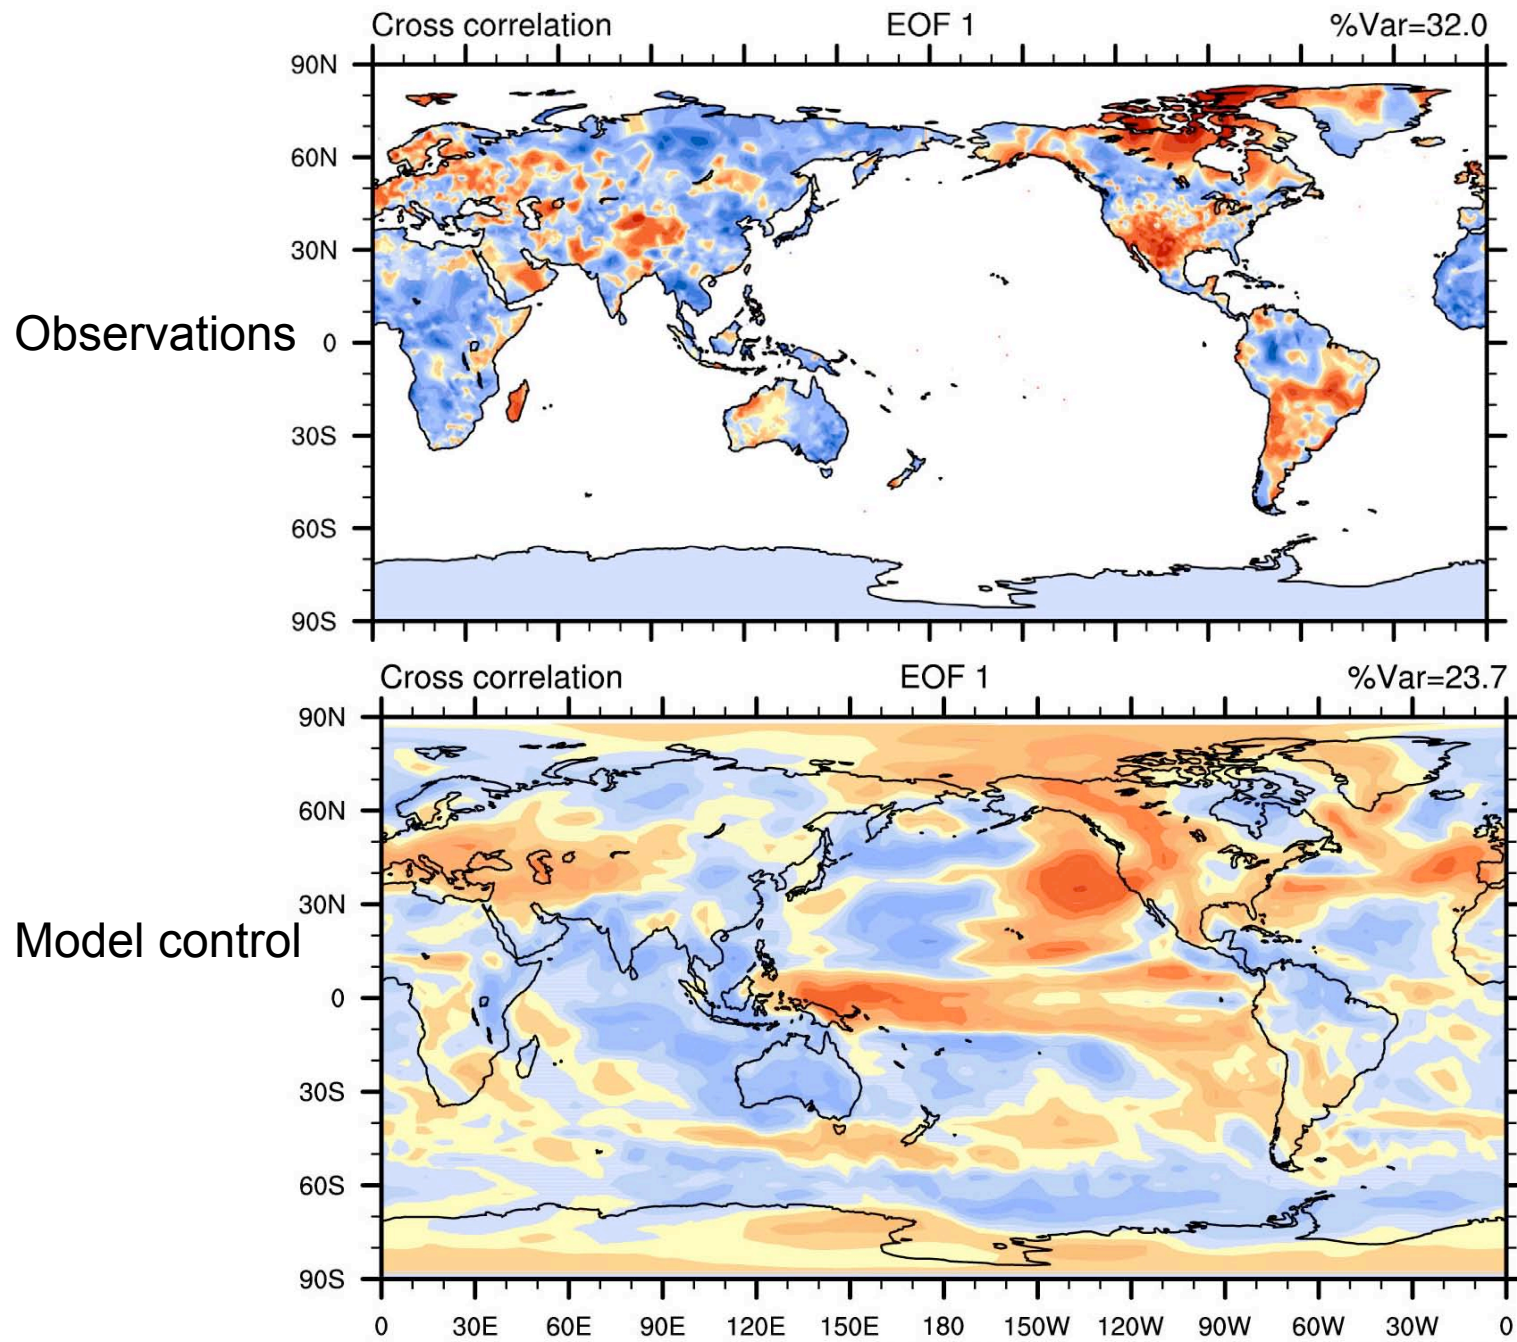 Cross correlation EOF 1 %Var=32.0
90N
60N
30N
Observations
0
30S
60S
90S
Cross correlation EOF 1 %Var=23.7
90N
60N
30N
Model control
0
30S
60S
90S
0 30E 60E 90E 120E 150E 180 150W 120W 90W 60W 30W 0